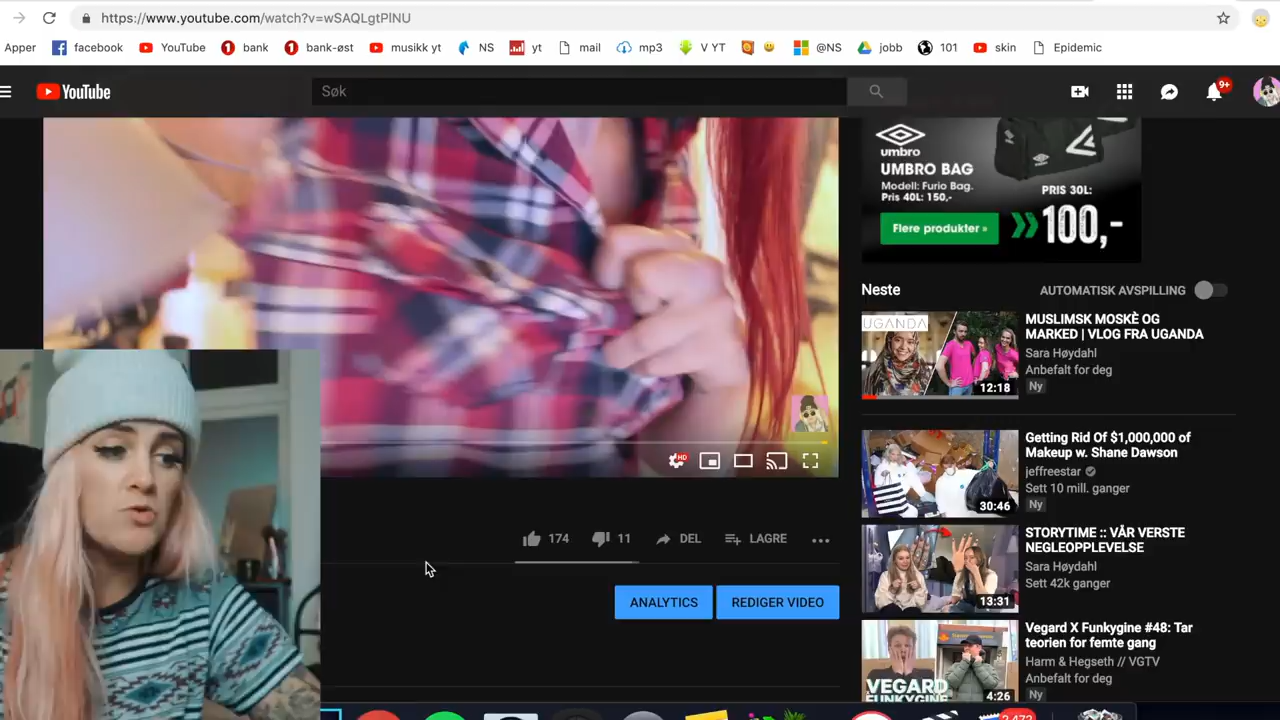 https://www.youtube.com/watch?v=wSAQLgtPlNU
Apper facebook YouTube bank bank-øst musikk yt NS yt mail mp3 V YT @NS jobb 101 skin Epidemic
YouTube
Søk
9+
umbro
UMBRO BAG
Modell: Furio Bag.
Pris 40L: 150,-
PRIS 30L:
100,-
Flere produkter »
Neste
AUTOMATISK AVSPILLING
UGANDA
12:18
MUSLIMSK MOSKÈ OG
MARKED | VLOG FRA UGANDA
Sara Høydahl
Anbefalt for deg
Ny
30:46
Getting Rid Of $1,000,000 of
Makeup w. Shane Dawson
jeffreestar
Sett 10 mill. ganger
Ny
HD
174
11
DEL
LAGRE
13:31
STORYTIME :: VÅR VERSTE
NEGLEOPPLEVELSE
Sara Høydahl
Sett 42k ganger
ANALYTICS
REDIGER VIDEO
VEGARD
FUNKYGINE
4:26
Vegard X Funkygine #48: Tar
teorien for femte gang
Harm & Hegseth // VGTV
Anbefalt for deg
Ny
2 472